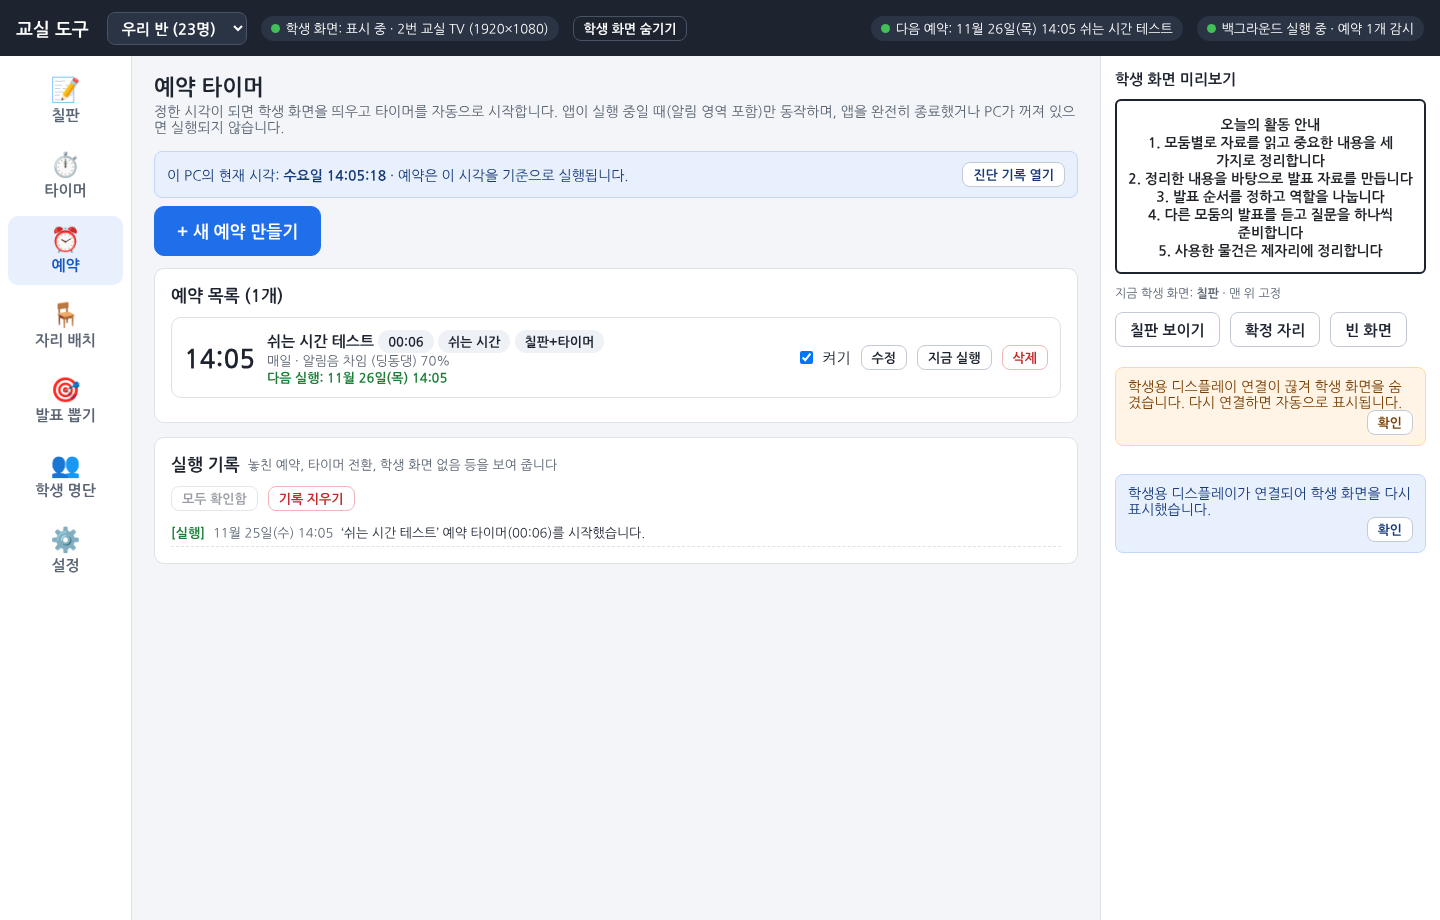 교실 도구
우리 반 (23명)
학생 화면: 표시 중 · 2번 교실 TV (1920×1080)
학생 화면 숨기기
다음 예약: 11월 26일(목) 14:05 쉬는 시간 테스트
백그라운드 실행 중 · 예약 1개 감시
칠판
타이머
예약
자리 배치
발표 뽑기
학생 명단
설정
예약 타이머
정한 시각이 되면 학생 화면을 띄우고 타이머를 자동으로 시작합니다. 앱이 실행 중일 때(알림 영역 포함)만 동작하며, 앱을 완전히 종료했거나 PC가 꺼져 있으
면 실행되지 않습니다.
이 PC의 현재 시각: 수요일 14:05:18 · 예약은 이 시각을 기준으로 실행됩니다.
진단 기록 열기
+ 새 예약 만들기
예약 목록 (1개)
14:05
쉬는 시간 테스트 00:06 쉬는 시간 칠판+타이머
매일 · 알림음 차임 (딩동댕) 70%
다음 실행: 11월 26일(목) 14:05
켜기
수정
지금 실행
삭제
실행 기록 놓친 예약, 타이머 전환, 학생 화면 없음 등을 보여 줍니다
모두 확인함
기록 지우기
[실행] 11월 25일(수) 14:05 ‘쉬는 시간 테스트’ 예약 타이머(00:06)를 시작했습니다.
학생 화면 미리보기
오늘의 활동 안내
1. 모둠별로 자료를 읽고 중요한 내용을 세
가지로 정리합니다
2. 정리한 내용을 바탕으로 발표 자료를 만듭니다
3. 발표 순서를 정하고 역할을 나눕니다
4. 다른 모둠의 발표를 듣고 질문을 하나씩
준비합니다
5. 사용한 물건은 제자리에 정리합니다
지금 학생 화면: 칠판 · 맨 위 고정
칠판 보이기
확정 자리
빈 화면
학생용 디스플레이 연결이 끊겨 학생 화면을 숨
겼습니다. 다시 연결하면 자동으로 표시됩니다.
확인
학생용 디스플레이가 연결되어 학생 화면을 다시
표시했습니다.
확인